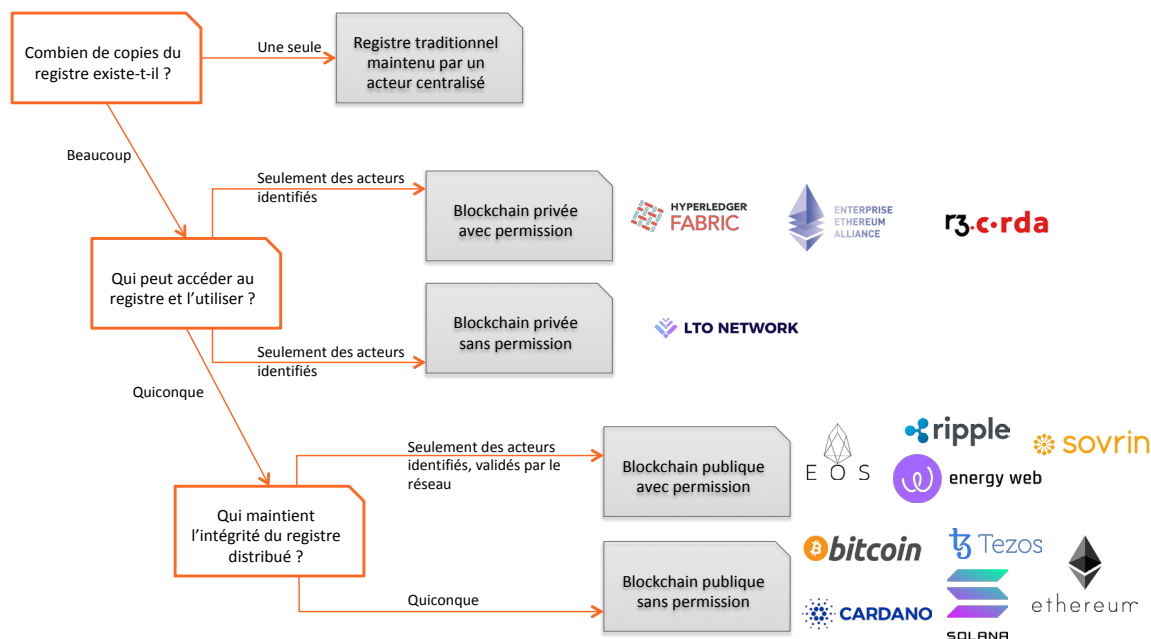 Combien de copies du
registre existe-t-il ?
Une seule
Registre traditionnel
maintenu par un
acteur centralisé
Beaucoup
Seulement des acteurs
identifiés
Blockchain privée
avec permission
HYPERLEDGER
FABRIC
ENTERPRISE
ETHEREUM
ALLIANCE
r3.c•rda
Qui peut accéder au
registre et l’utiliser ?
Blockchain privée
sans permission
LTO NETWORK
Seulement des acteurs
identifiés
Quiconque
Seulement des acteurs
identifiés, validés par le
réseau
Blockchain publique
avec permission
EOS
ripple
sovrin
energy web
Qui maintient
l’intégrité du registre
distribué ?
Quiconque
Blockchain publique
sans permission
bitcoin
Tezos
ethereum
CARDANO
SOLANA